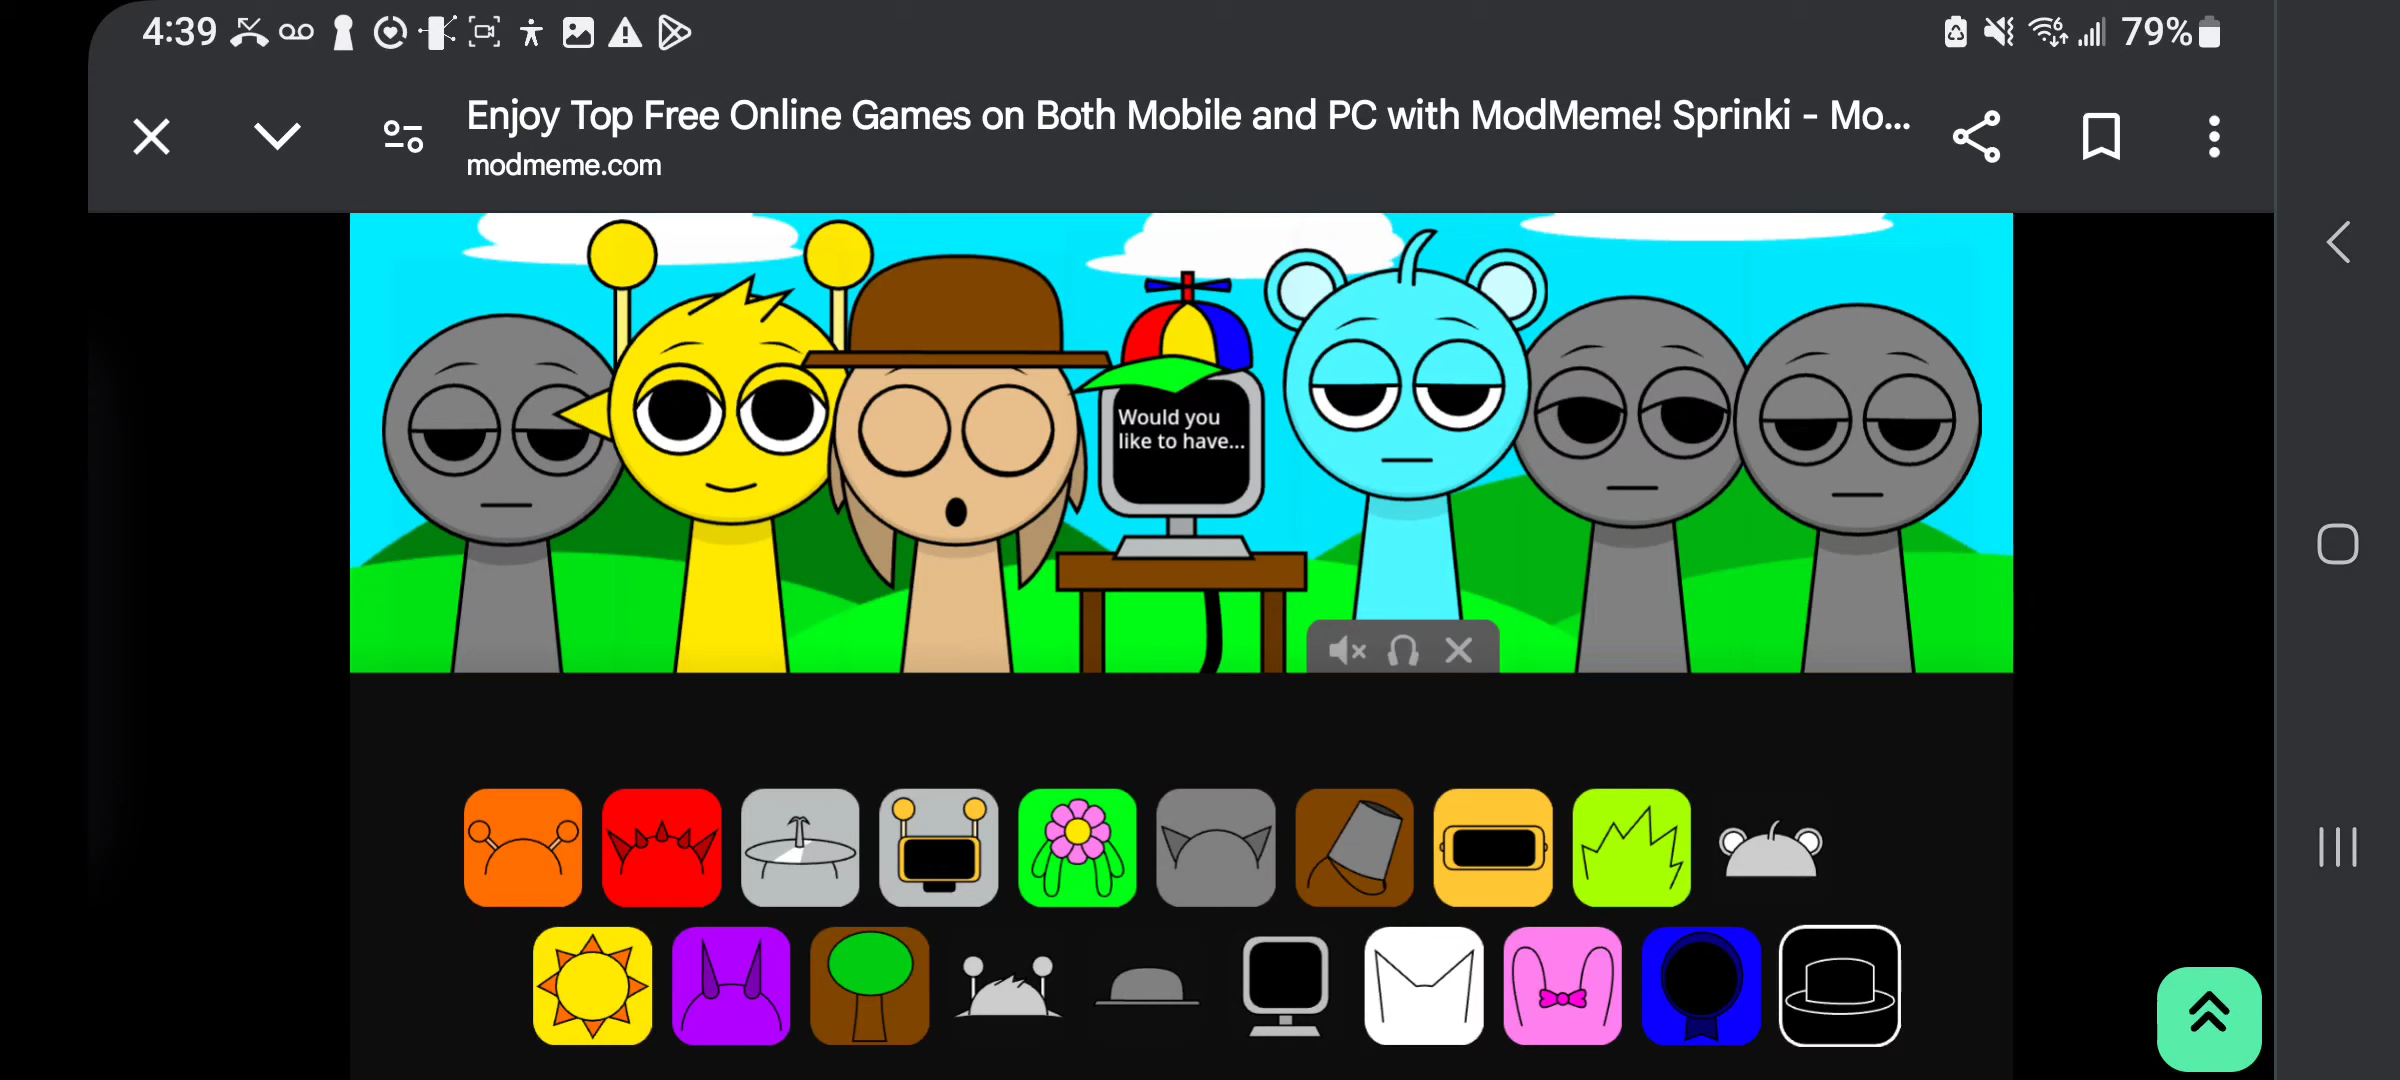 4:39
79%
Enjoy Top Free Online Games on Both Mobile and PC with ModMeme! Sprinki - Mo...
modmeme.com
Would you
like to have...